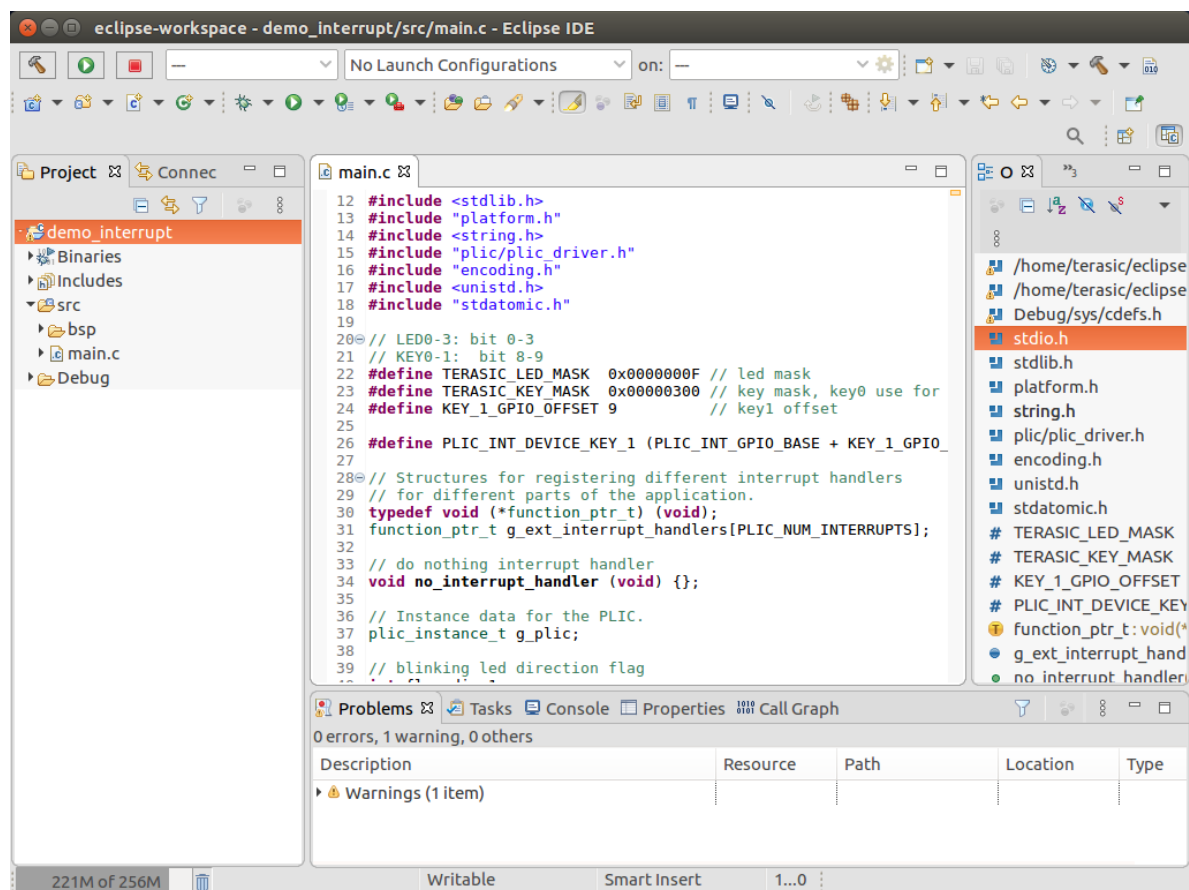 eclipse-workspace - demo_interrupt/src/main.c - Eclipse IDE
--- No Launch Configurations on: ---
Project Connec
demo_interrupt
Binaries
Includes
src
bsp
main.c
Debug
main.c
12 #include <stdlib.h>
13 #include "platform.h"
14 #include <string.h>
15 #include "plic/plic_driver.h"
16 #include "encoding.h"
17 #include <unistd.h>
18 #include "stdatomic.h"
19
20 // LED0-3: bit 0-3
21 // KEY0-1:  bit 8-9
22 #define TERASIC_LED_MASK  0x0000000F // led mask
23 #define TERASIC_KEY_MASK  0x00000300 // key mask, key0 use for
24 #define KEY_1_GPIO_OFFSET 9          // key1 offset
25
26 #define PLIC_INT_DEVICE_KEY_1 (PLIC_INT_GPIO_BASE + KEY_1_GPIO_
27
28 // Structures for registering different interrupt handlers
29 // for different parts of the application.
30 typedef void (*function_ptr_t) (void);
31 function_ptr_t g_ext_interrupt_handlers[PLIC_NUM_INTERRUPTS];
32
33 // do nothing interrupt handler
34 void no_interrupt_handler (void) {};
35
36 // Instance data for the PLIC.
37 plic_instance_t g_plic;
38
39 // blinking led direction flag
O 3
/home/terasic/eclipse
/home/terasic/eclipse
Debug/sys/cdefs.h
stdio.h
stdlib.h
platform.h
string.h
plic/plic_driver.h
encoding.h
unistd.h
stdatomic.h
# TERASIC_LED_MASK
# TERASIC_KEY_MASK
# KEY_1_GPIO_OFFSET
# PLIC_INT_DEVICE_KEY
function_ptr_t : void(*
g_ext_interrupt_hand
no_interrupt_handler(
Problems Tasks Console Properties Call Graph
0 errors, 1 warning, 0 others
Description Resource Path Location Type
Warnings (1 item)
221M of 256M Writable Smart Insert 1...0